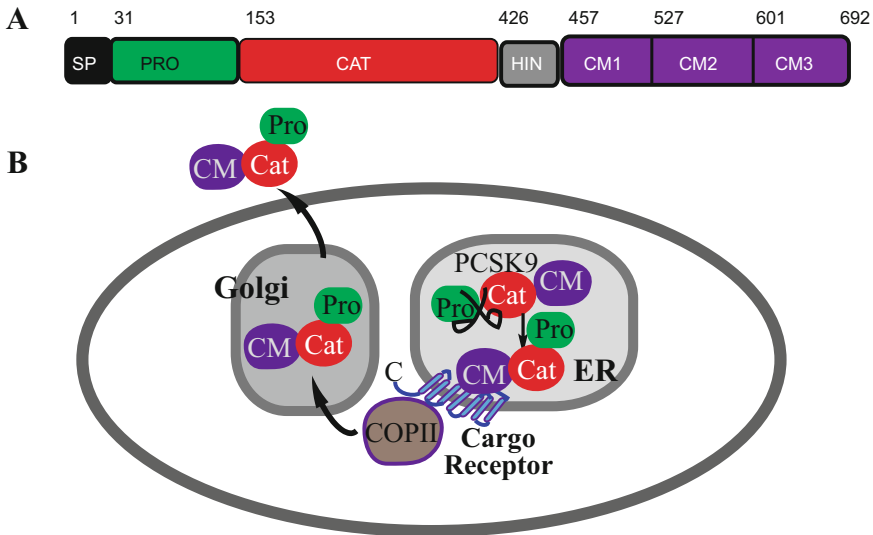 A
1 31 153 426 457 527 601 692
SP PRO CAT HIN CM1 CM2 CM3
B
Pro
CM Cat
Golgi
Pro
CM Cat
PCSK9
Pro Cat CM
Pro
CM Cat ER
C
COPII
Cargo
Receptor